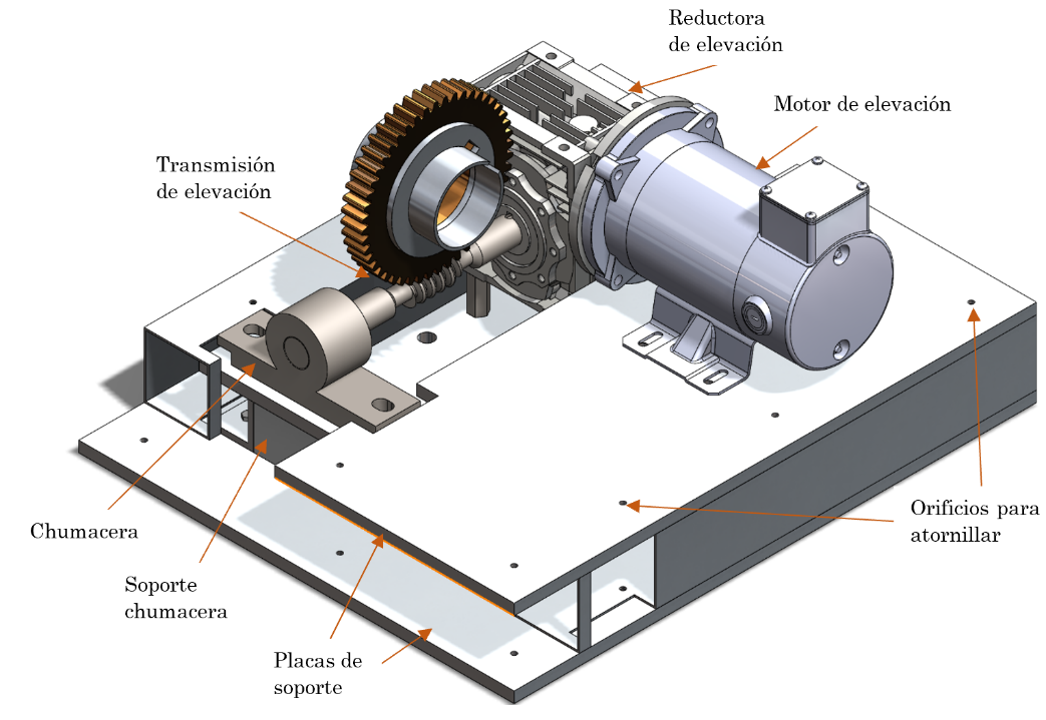 Reductora
de elevación
Motor de elevación
Transmisión
de elevación
Orificios para
atornillar
Chumacera
Soporte
chumacera
Placas de
soporte